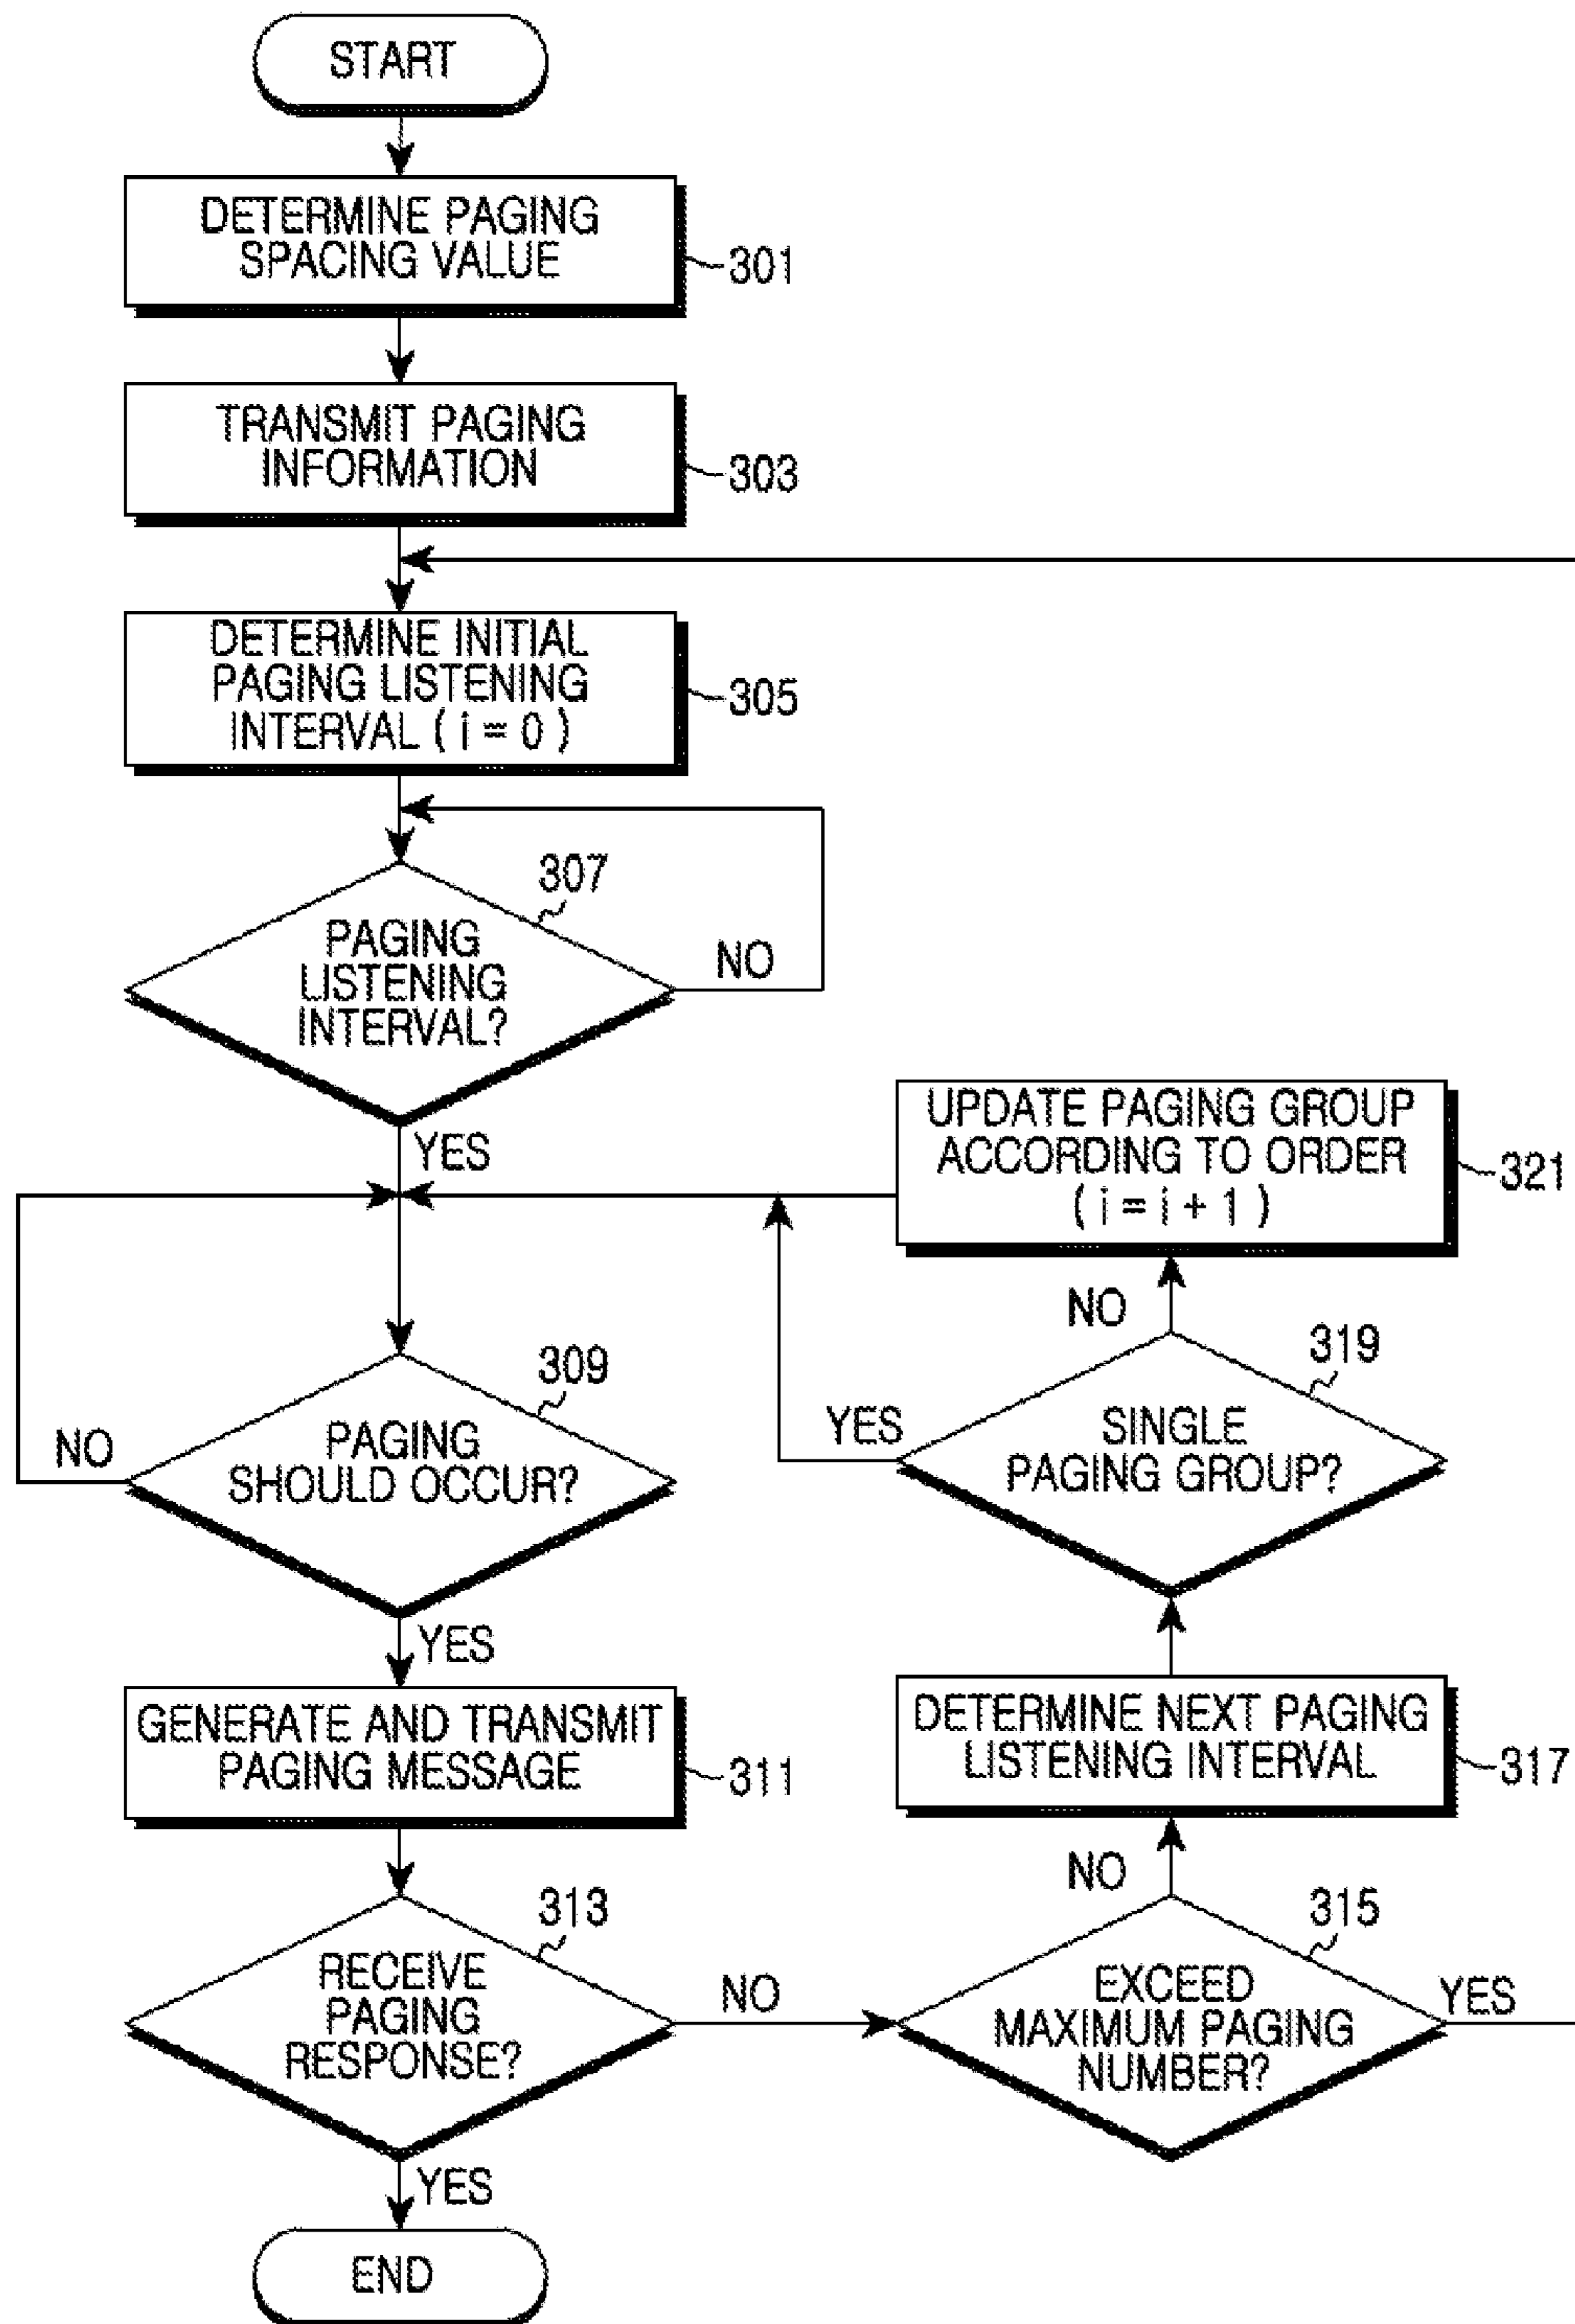 START
DETERMINE PAGING
SPACING VALUE
301
TRANSMIT PAGING
INFORMATION
303
DETERMINE INITIAL
PAGING LISTENING
INTERVAL ( i = 0 )
305
307
PAGING
LISTENING
INTERVAL?
NO
YES
309
PAGING
SHOULD OCCUR?
NO
YES
GENERATE AND TRANSMIT
PAGING MESSAGE
311
313
RECEIVE
PAGING
RESPONSE?
NO
YES
END
315
EXCEED
MAXIMUM PAGING
NUMBER?
YES
NO
DETERMINE NEXT PAGING
LISTENING INTERVAL
317
319
SINGLE
PAGING GROUP?
YES
NO
UPDATE PAGING GROUP
ACCORDING TO ORDER
( i = i + 1 )
321